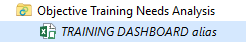 Objective Training Needs Analysis
TRAINING DASHBOARD alias